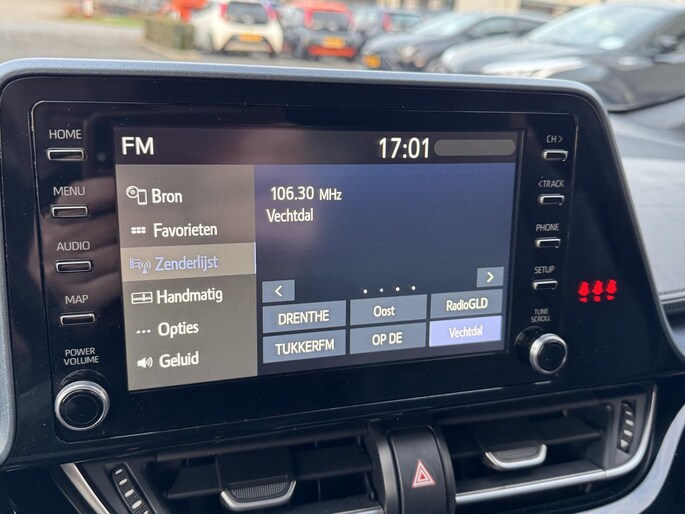 HOME
MENU
AUDIO
MAP
POWER
VOLUME
FM
17:01
Bron
Favorieten
Zenderlijst
Handmatig
Opties
Geluid
106.30 MHz
Vechtdal
< >
DRENTHE Oost RadioGLD
TUKKERFM OP DE Vechtdal
CH >
< TRACK
PHONE
SETUP
TUNE
SCROLL